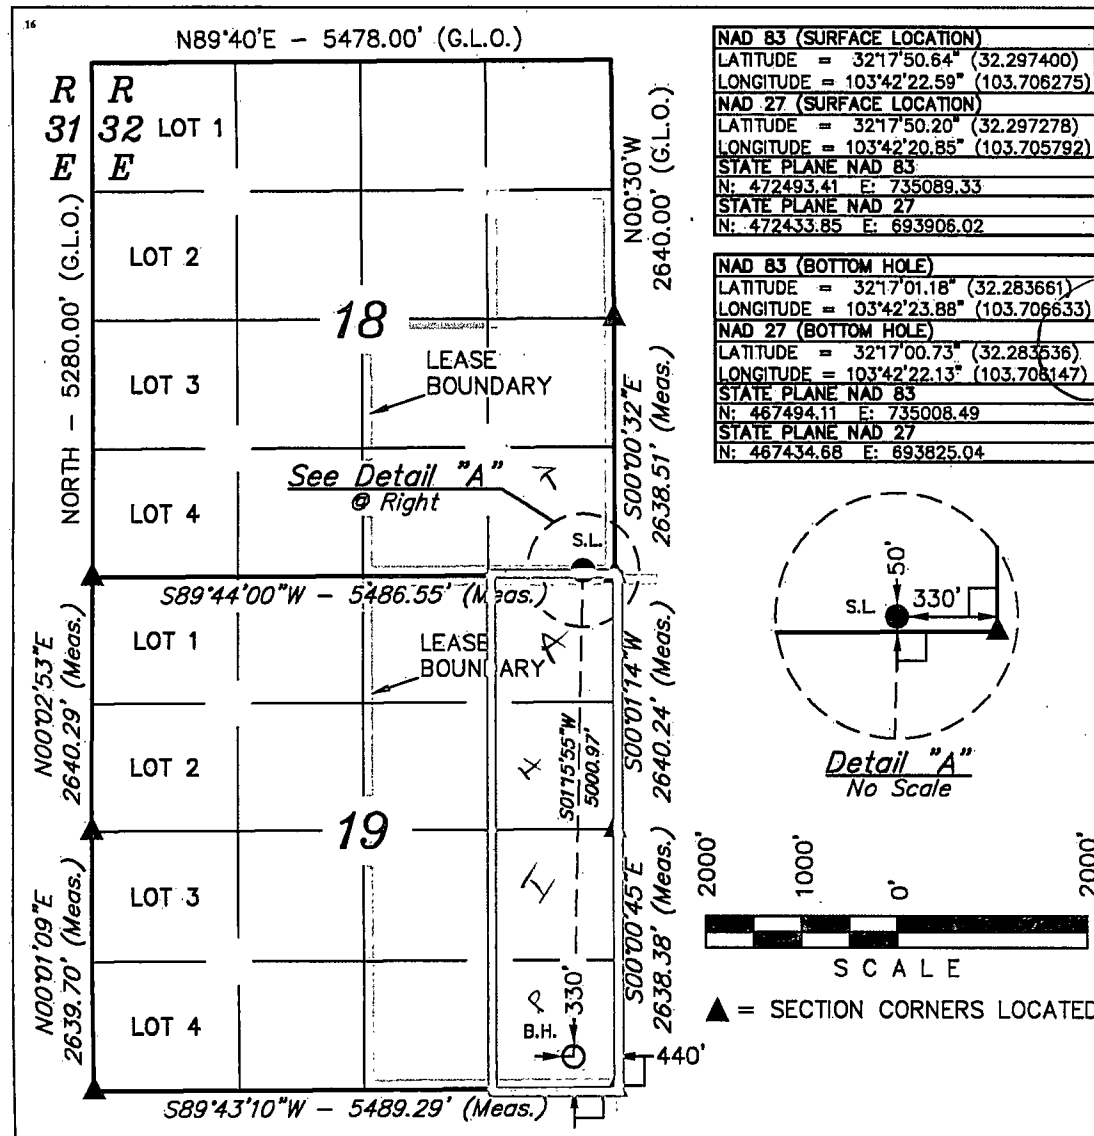 16
N89°40'E – 5478.00' (G.L.O.)
R R
31 32
E E
LOT 1
LOT 2
LOT 3
LOT 4
18
NORTH – 5280.00' (G.L.O.)
N00°30'W
2640.00' (G.L.O.)
LEASE
BOUNDARY
S00°00'32"E
2638.51' (Meas.)
See Detail "A"
@ Right
S.L.
S89°44'00"W – 5486.55' (Meas.)
LOT 1
LOT 2
LOT 3
LOT 4
19
LEASE
BOUNDARY
A
H
I
P
N00°02'53"E
2640.29' (Meas.)
N00°01'09"E
2639.70' (Meas.)
S01°15'55"W
5000.97'
S00°01'14"W
2640.24' (Meas.)
S00°00'45"E
2638.38' (Meas.)
330'
B.H.
440'
S89°43'10"W – 5489.29' (Meas.)
NAD 83 (SURFACE LOCATION)
LATITUDE = 32°17'50.64" (32.297400)
LONGITUDE = 103°42'22.59" (103.706275)
NAD 27 (SURFACE LOCATION)
LATITUDE = 32°17'50.20" (32.297278)
LONGITUDE = 103°42'20.85" (103.705792)
STATE PLANE NAD 83
N: 472493.41 E: 735089.33
STATE PLANE NAD 27
N: 472433.85 E: 693906.02
NAD 83 (BOTTOM HOLE)
LATITUDE = 32°17'01.18" (32.283661)
LONGITUDE = 103°42'23.88" (103.706633)
NAD 27 (BOTTOM HOLE)
LATITUDE = 32°17'00.73" (32.283536)
LONGITUDE = 103°42'22.13" (103.706147)
STATE PLANE NAD 83
N: 467494.11 E: 735008.49
STATE PLANE NAD 27
N: 467434.68 E: 693825.04
50'
S.L.
330'
Detail "A"
No Scale
2000' 1000' 0' 2000'
SCALE
▲ = SECTION CORNERS LOCATED